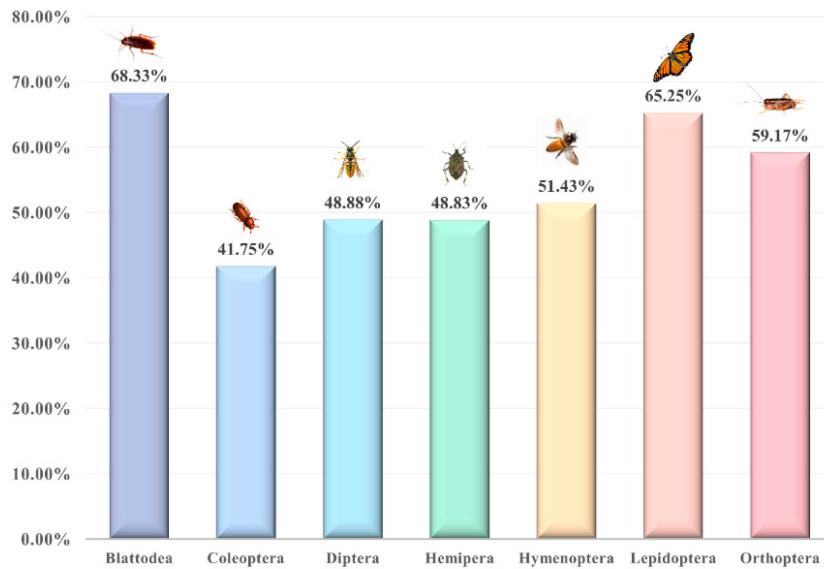 80.00%
70.00%
60.00%
50.00%
40.00%
30.00%
20.00%
10.00%
0.00%
68.33%
41.75%
48.88%
48.83%
51.43%
65.25%
59.17%
Blattodea
Coleoptera
Diptera
Hemipera
Hymenoptera
Lepidoptera
Orthoptera